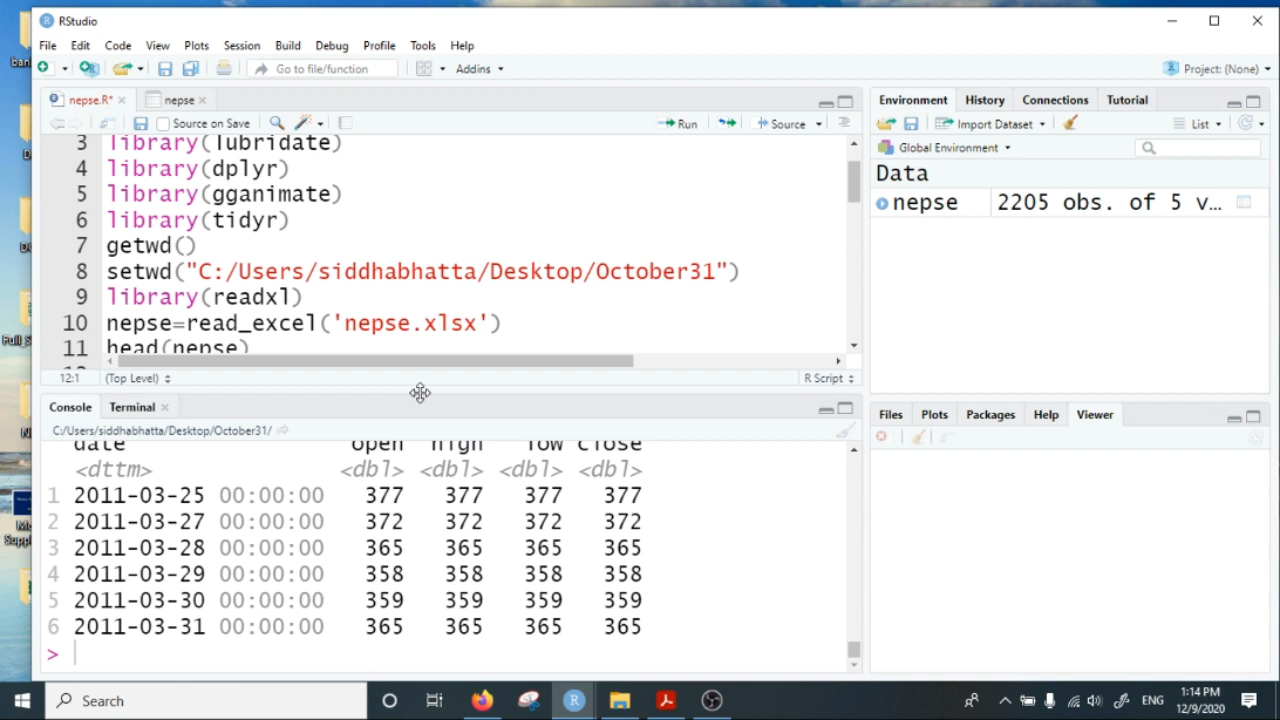 RStudio
File Edit Code View Plots Session Build Debug Profile Tools Help
Go to file/function Addins Project: (None)
nepse.R* nepse
Source on Save Run Source
3 library(lubridate)
4 library(dplyr)
5 library(gganimate)
6 library(tidyr)
7 getwd()
8 setwd("C:/Users/siddhabhatta/Desktop/October31")
9 library(readxl)
10 nepse=read_excel('nepse.xlsx')
11 head(nepse)
12:1 (Top Level) R Script
Console Terminal
C:/Users/siddhabhatta/Desktop/October31/
date open high low close
<dttm> <dbl> <dbl> <dbl> <dbl>
1 2011-03-25 00:00:00 377 377 377 377
2 2011-03-27 00:00:00 372 372 372 372
3 2011-03-28 00:00:00 365 365 365 365
4 2011-03-29 00:00:00 358 358 358 358
5 2011-03-30 00:00:00 359 359 359 359
6 2011-03-31 00:00:00 365 365 365 365
>
Environment History Connections Tutorial
Import Dataset List
Global Environment
Data
nepse 2205 obs. of 5 v…
Files Plots Packages Help Viewer
Search
ENG
1:14 PM
12/9/2020